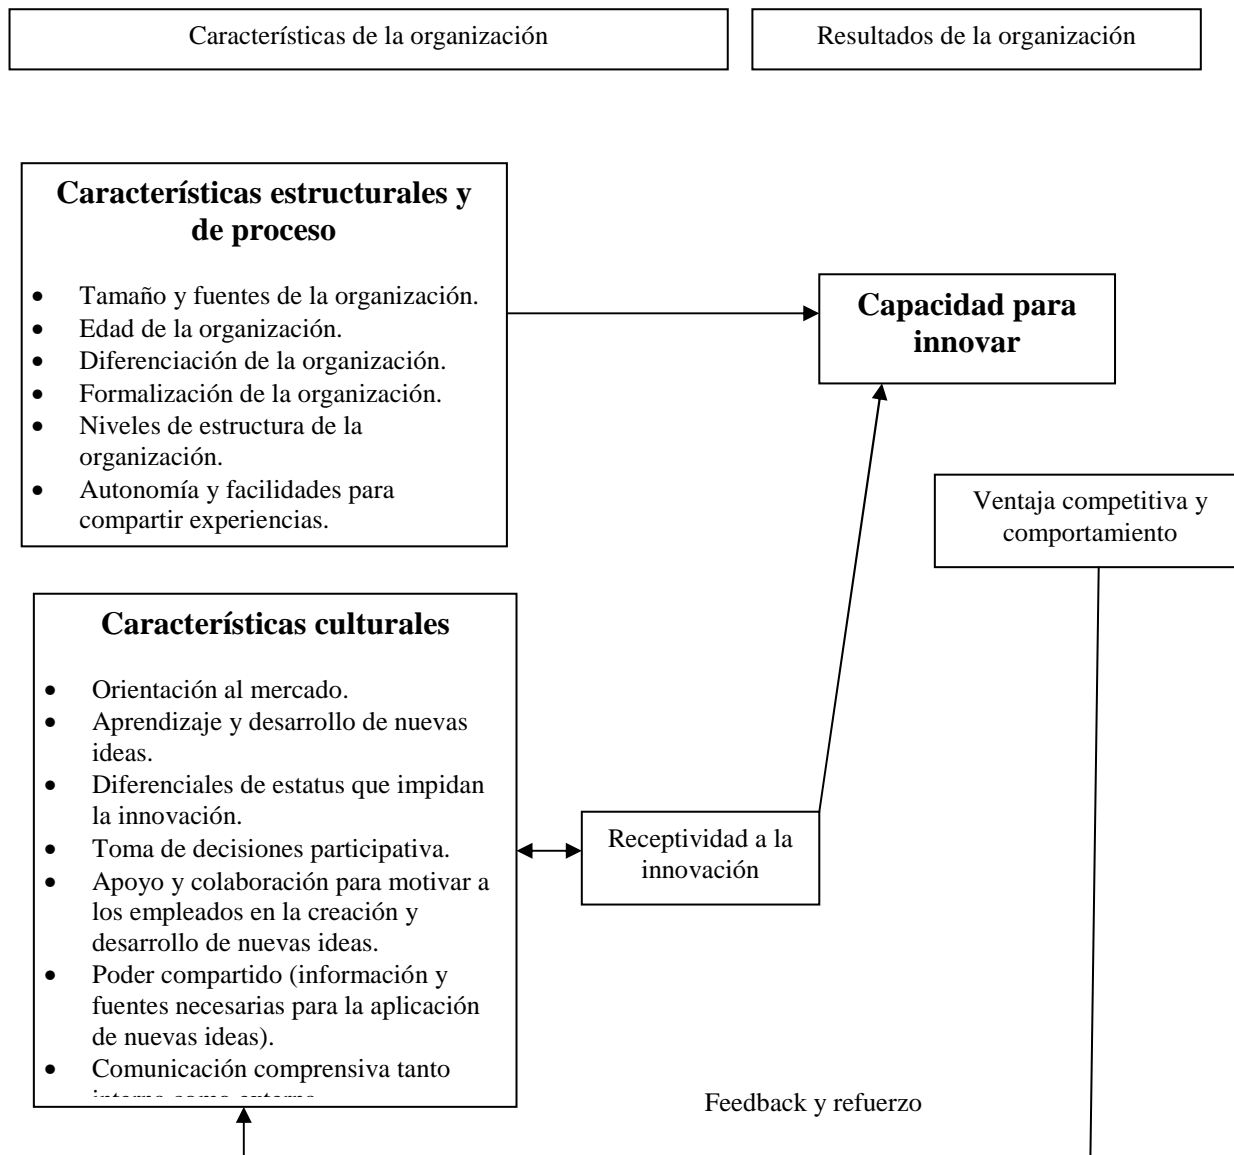 Características de la organización
Resultados de la organización
Características estructurales y
de proceso
• Tamaño y fuentes de la organización.
• Edad de la organización.
• Diferenciación de la organización.
• Formalización de la organización.
• Niveles de estructura de la
organización.
• Autonomía y facilidades para
compartir experiencias.
Capacidad para
innovar
Ventaja competitiva y
comportamiento
Características culturales
• Orientación al mercado.
• Aprendizaje y desarrollo de nuevas
ideas.
• Diferenciales de estatus que impidan
la innovación.
• Toma de decisiones participativa.
• Apoyo y colaboración para motivar a
los empleados en la creación y
desarrollo de nuevas ideas.
• Poder compartido (información y
fuentes necesarias para la aplicación
de nuevas ideas).
• Comunicación comprensiva tanto
Receptividad a la
innovación
Feedback y refuerzo